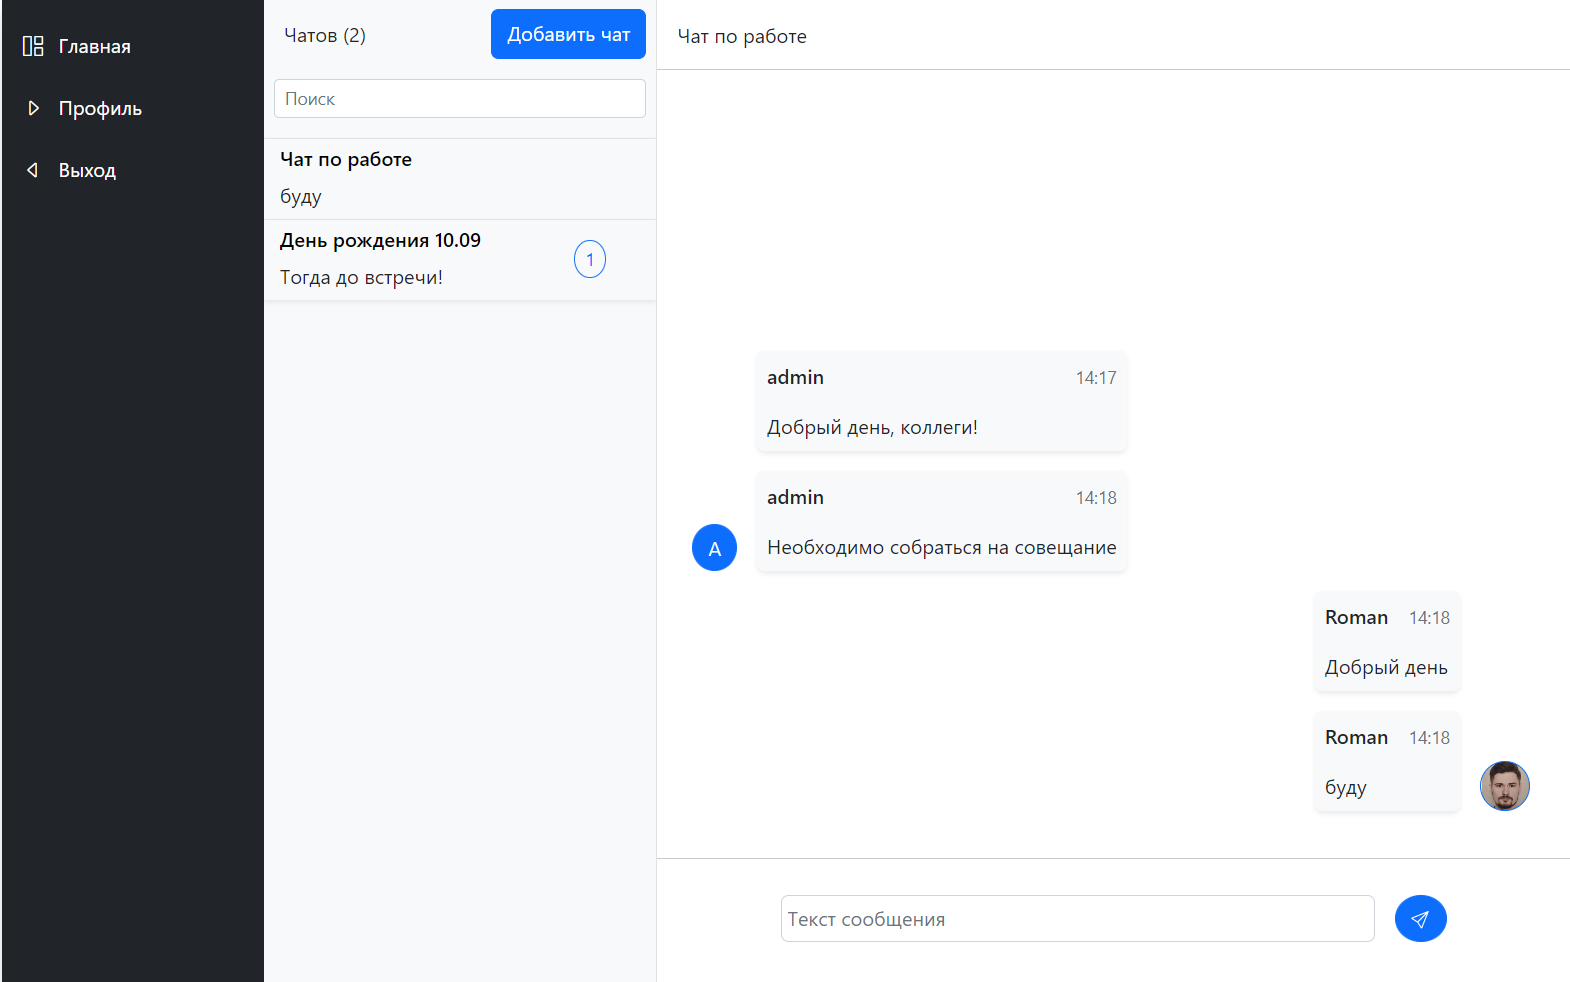 Главная
Профиль
Выход
Чатов (2)
Добавить чат
Поиск
Чат по работе
буду
День рождения 10.09
1
Тогда до встречи!
Чат по работе
admin 14:17
Добрый день, коллеги!
admin 14:18
A
Необходимо собраться на совещание
Roman 14:18
Добрый день
Roman 14:18
буду
Текст сообщения